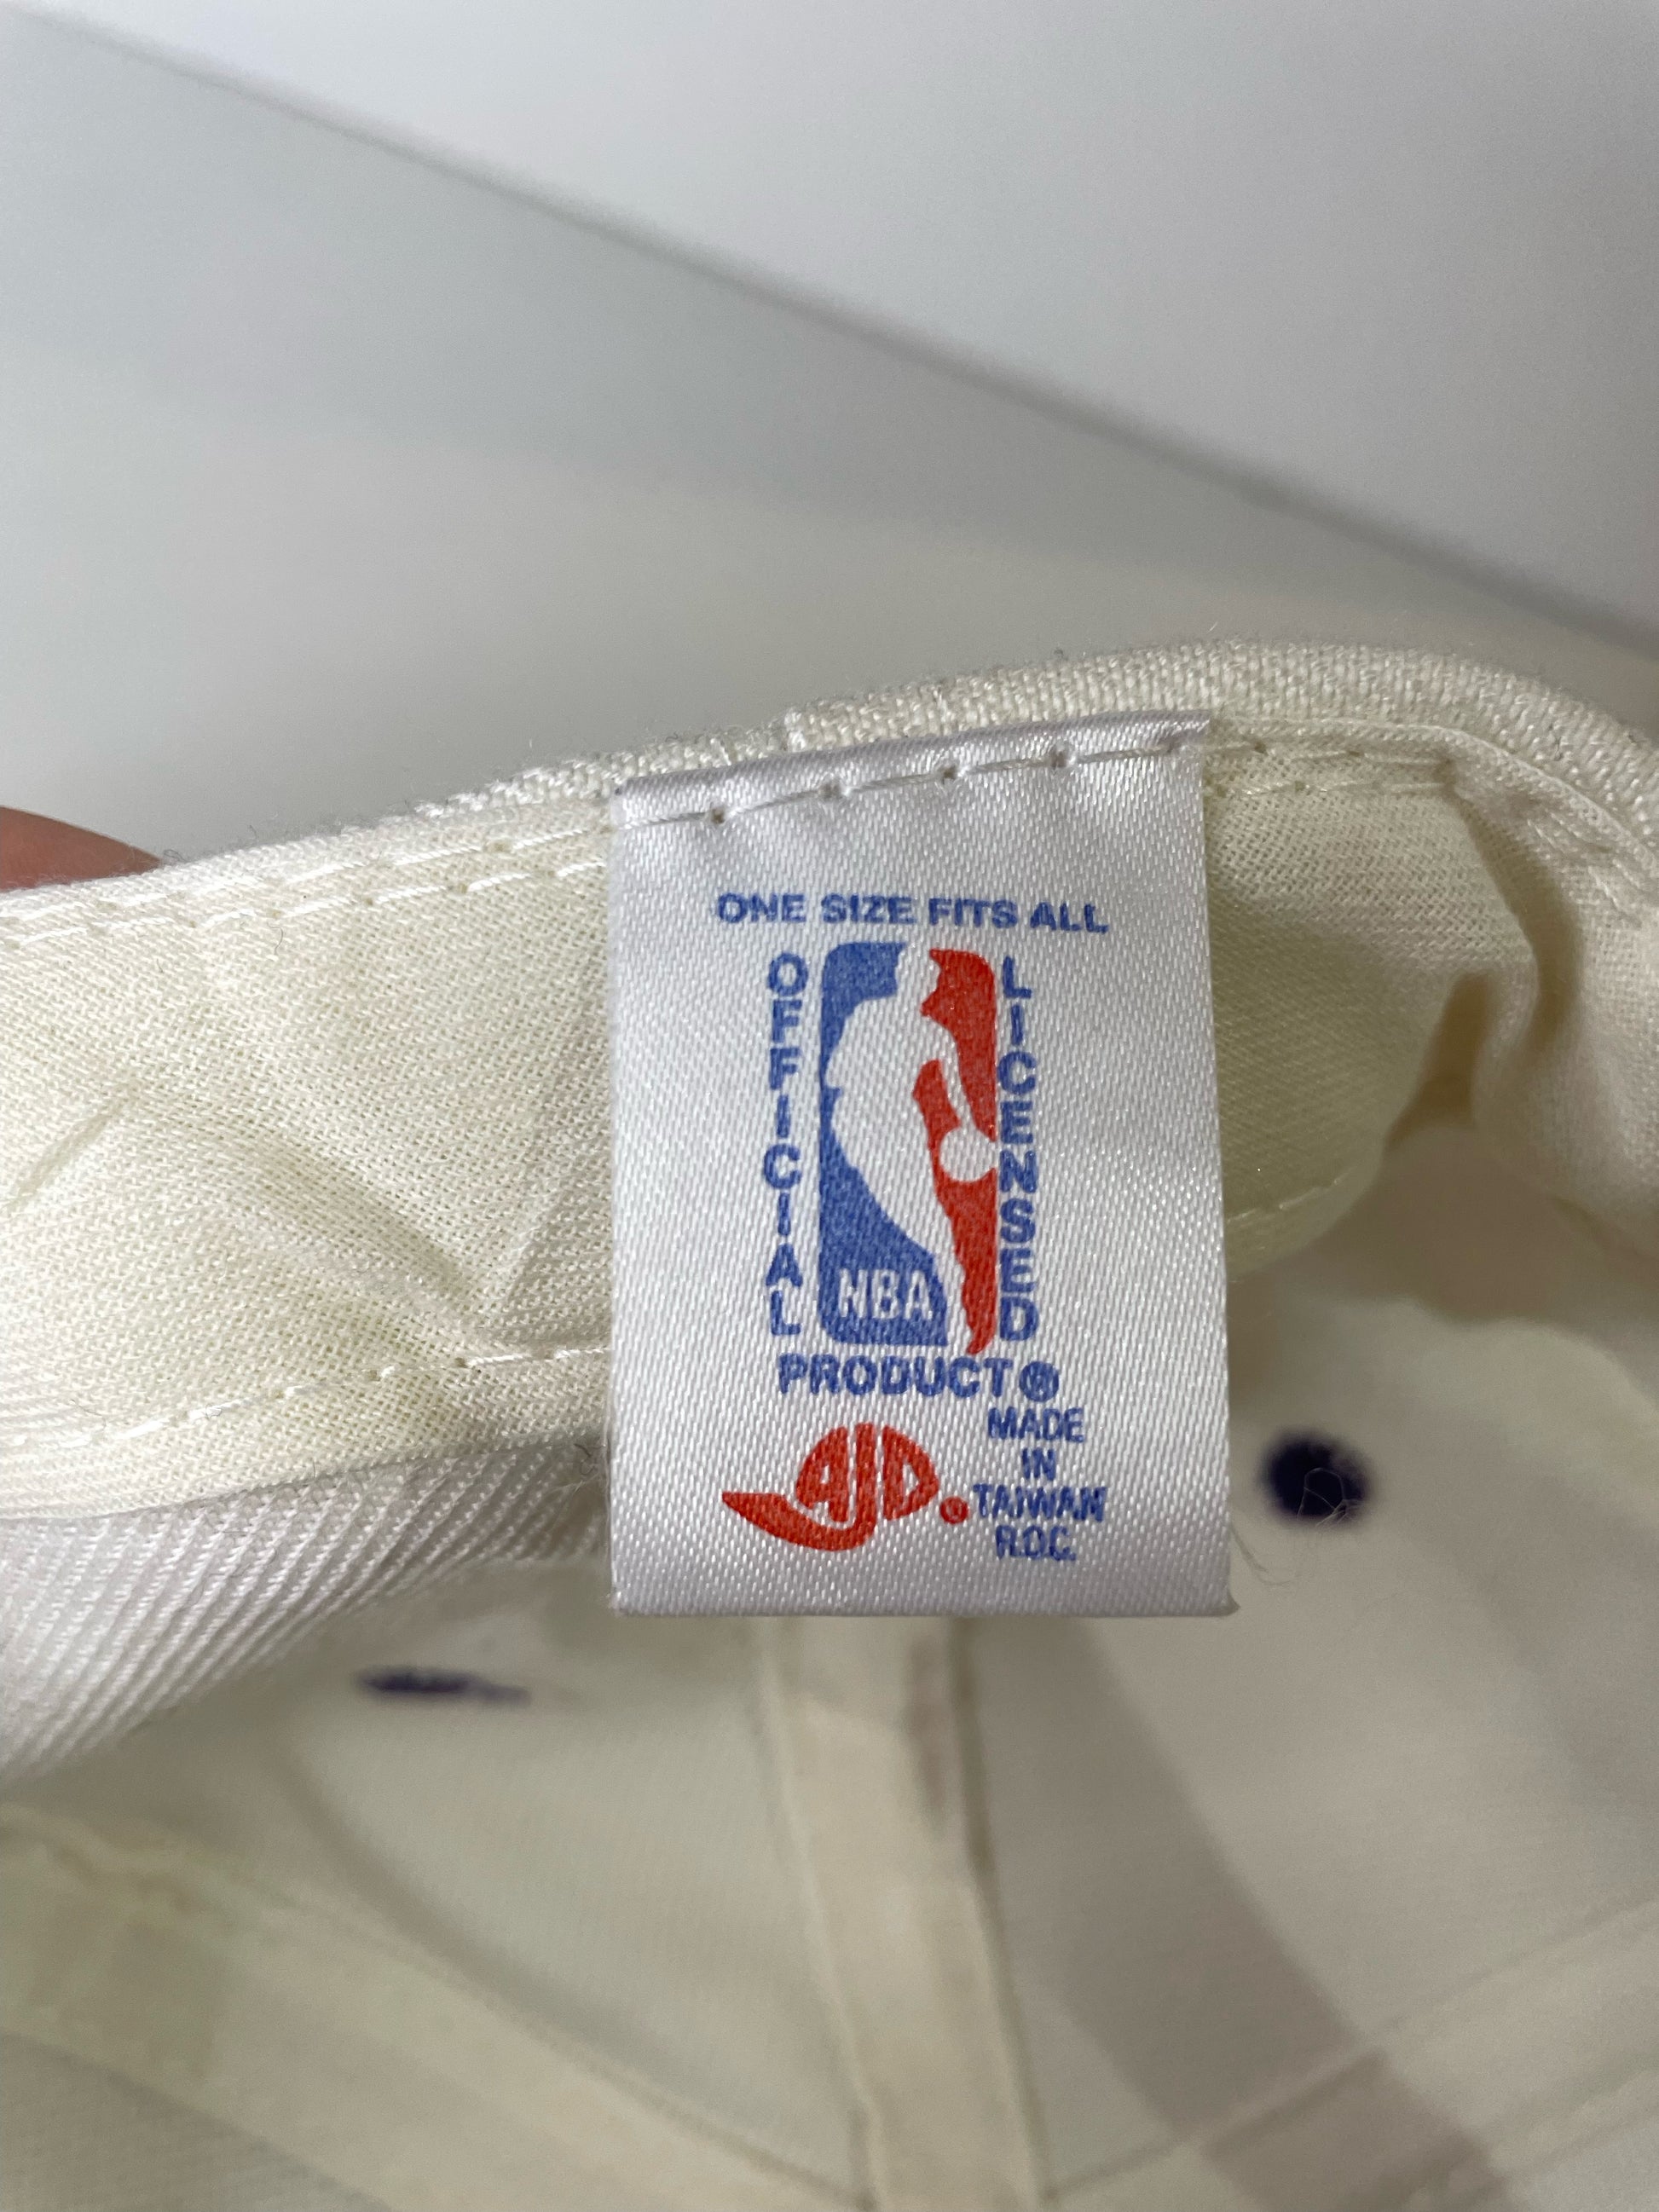 ONE SIZE FITS ALL
OFFICIAL
NBA
LICENSED
PRODUCT®
AJD®
MADE
IN
TAIWAN
R.O.C.